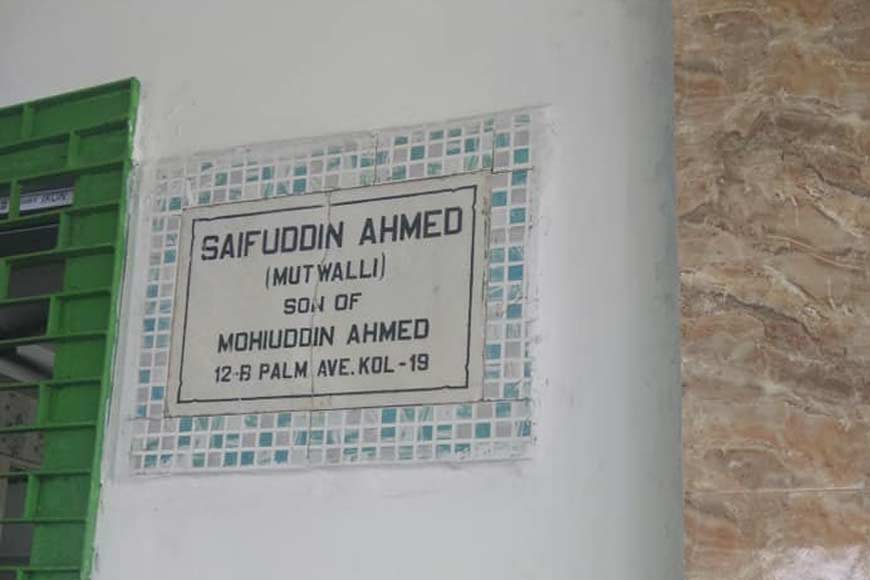 SAIFUDDIN AHMED
(MUTWALLI)
SON OF
MOHIUDDIN AHMED
12-B PALM AVE. KOL-19